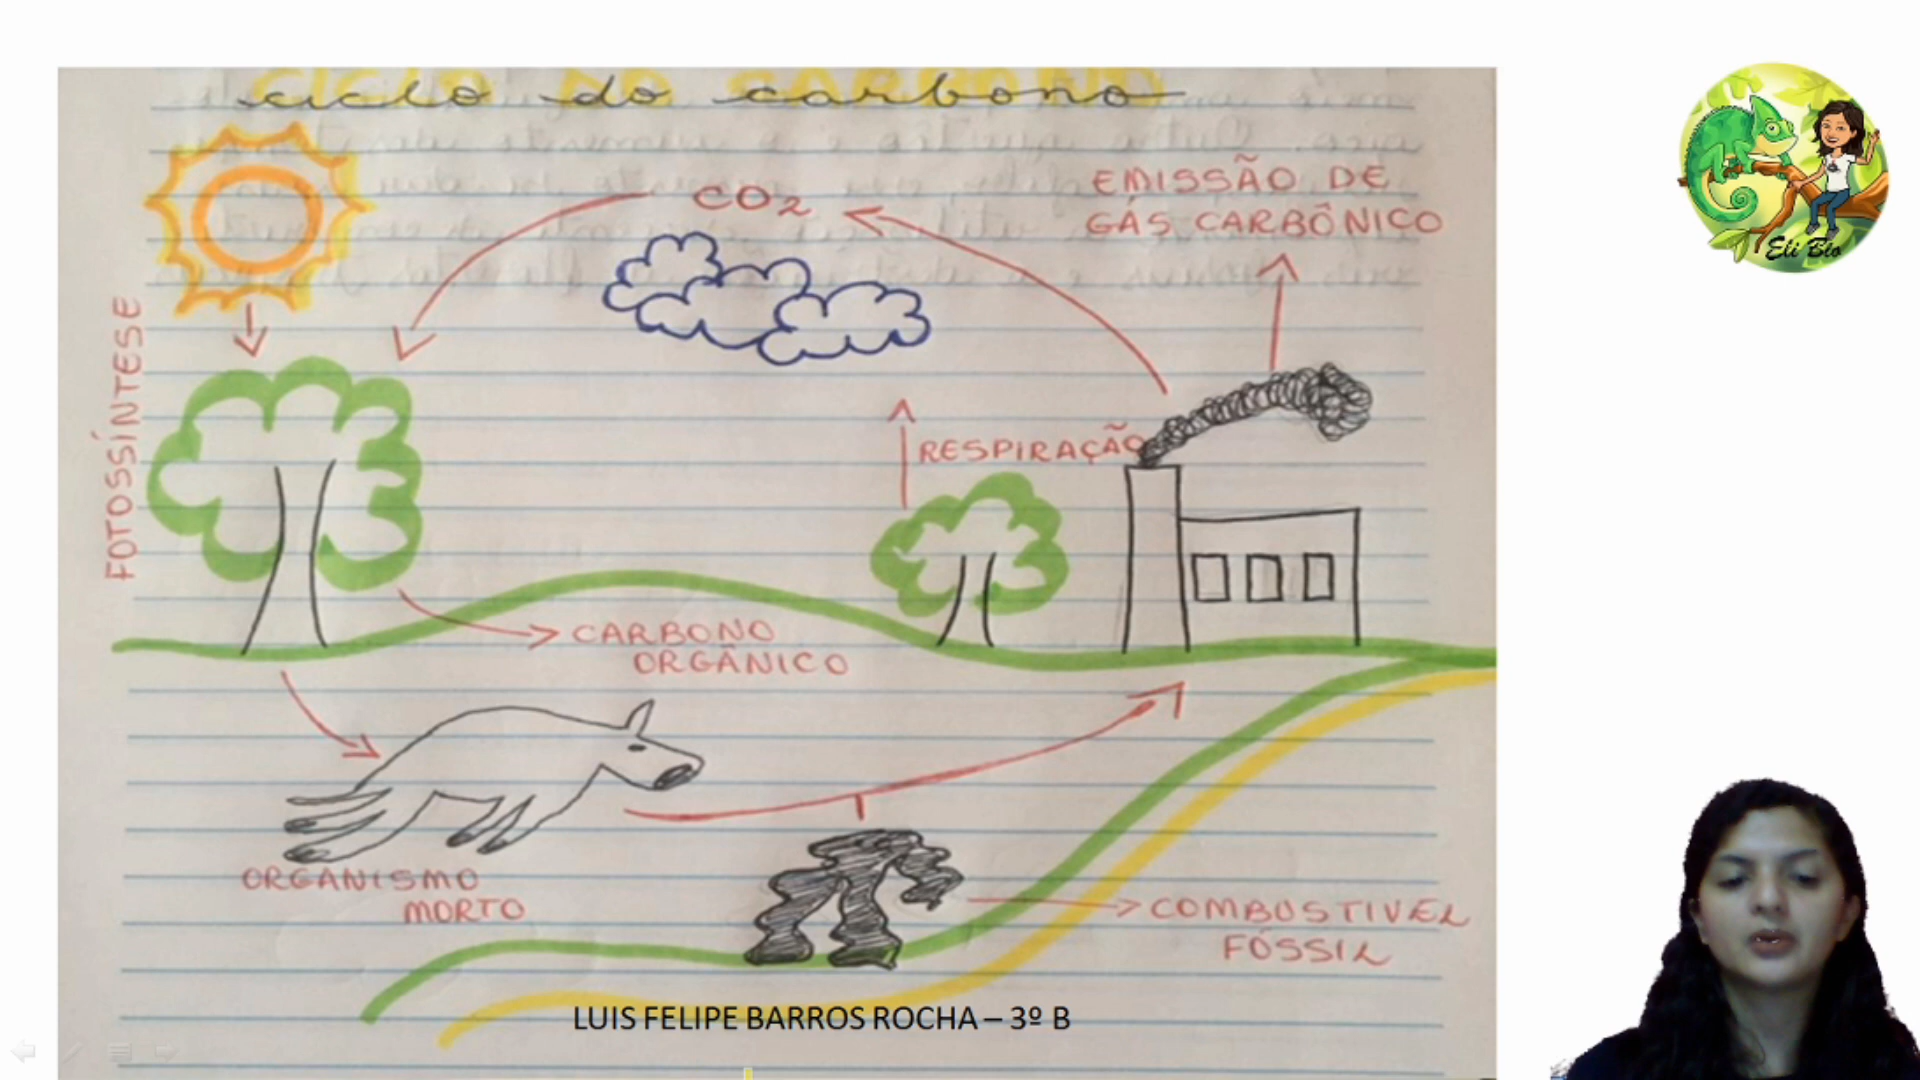 ciclo do carbono
CO2
EMISSÃO DE
GÁS CARBÔNICO
FOTOSSÍNTESE
RESPIRAÇÃO
CARBONO
ORGÂNICO
ORGANISMO
MORTO
COMBUSTIVEL
FÓSSIL
LUIS FELIPE BARROS ROCHA – 3º B
Eli Bio